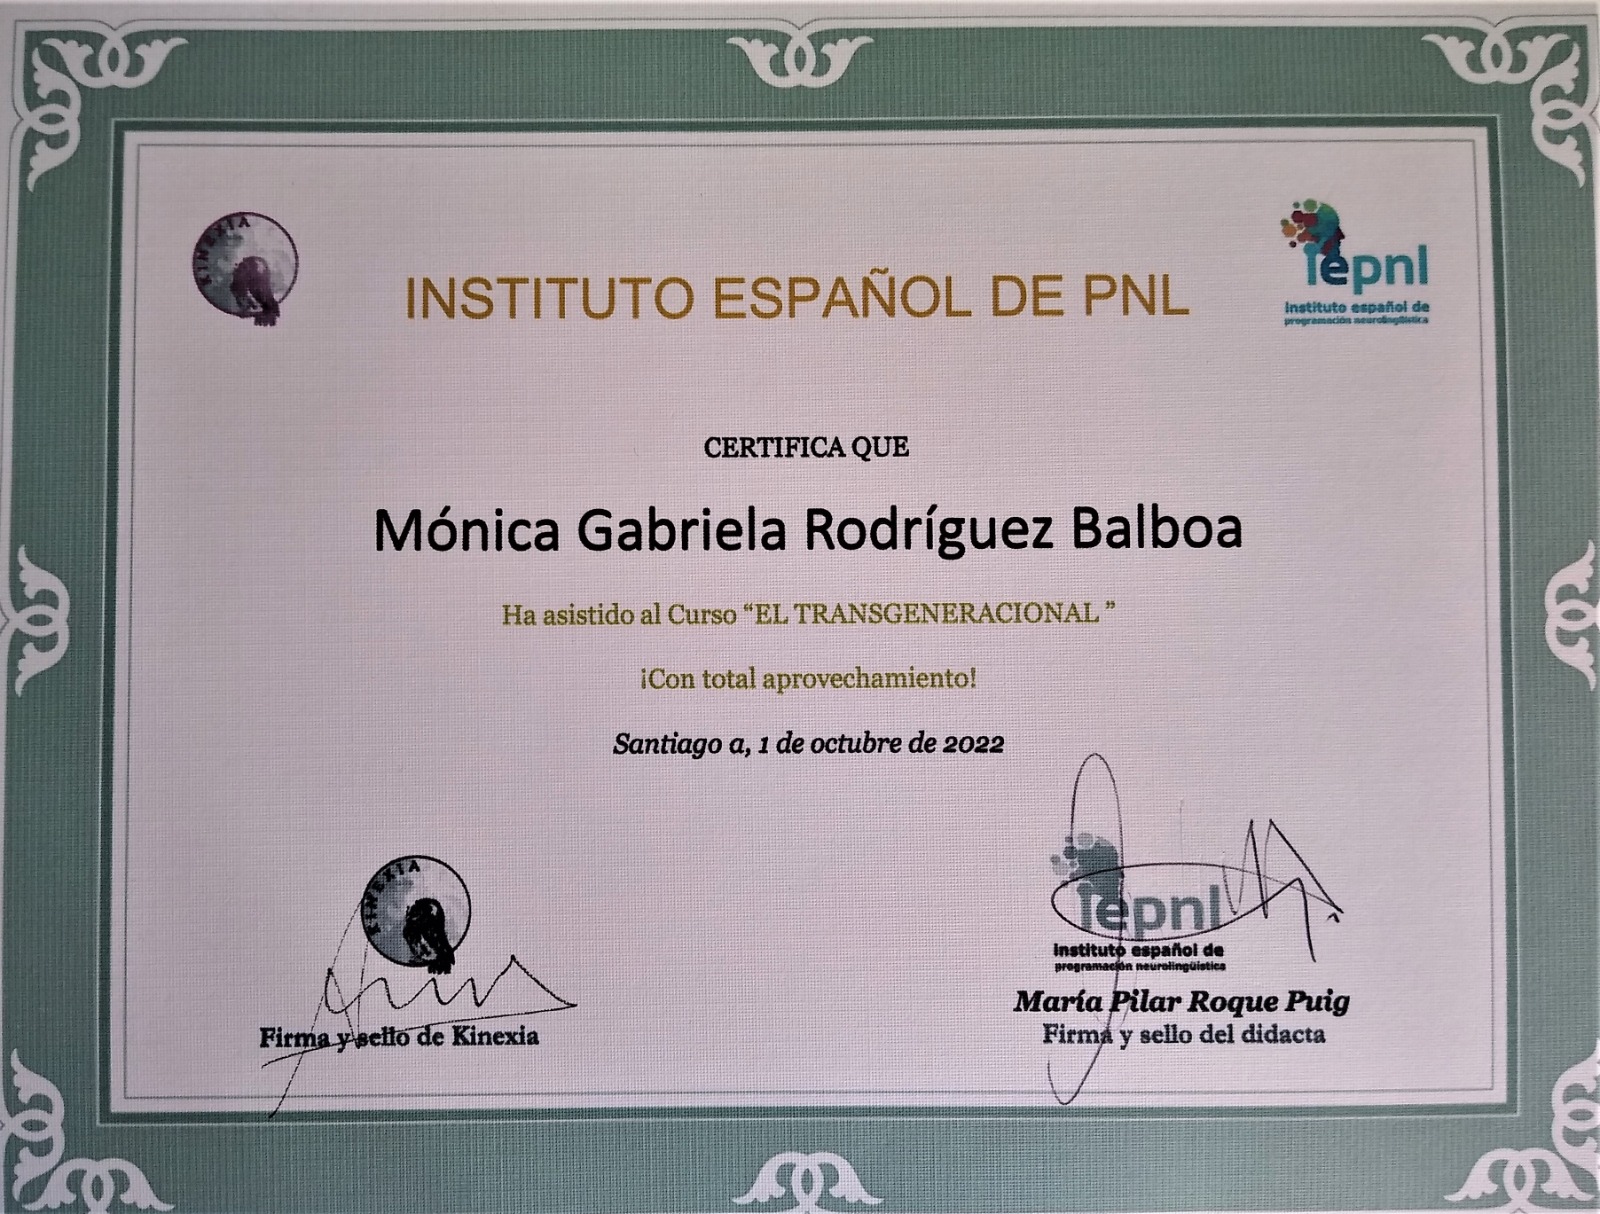 KINEXIA
iepnl
Instituto español de
programación neurolingüística
INSTITUTO ESPAÑOL DE PNL
CERTIFICA QUE
Mónica Gabriela Rodríguez Balboa
Ha asistido al Curso “EL TRANSGENERACIONAL ”
¡Con total aprovechamiento!
Santiago a, 1 de octubre de 2022
KINEXIA
Firma y sello de Kinexia
iepnl
Instituto español de
programación neurolingüística
María Pilar Roque Puig
Firma y sello del didacta